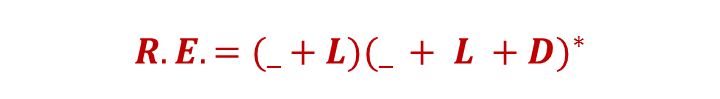 R. E. = (_ + L)(_ + L + D)*